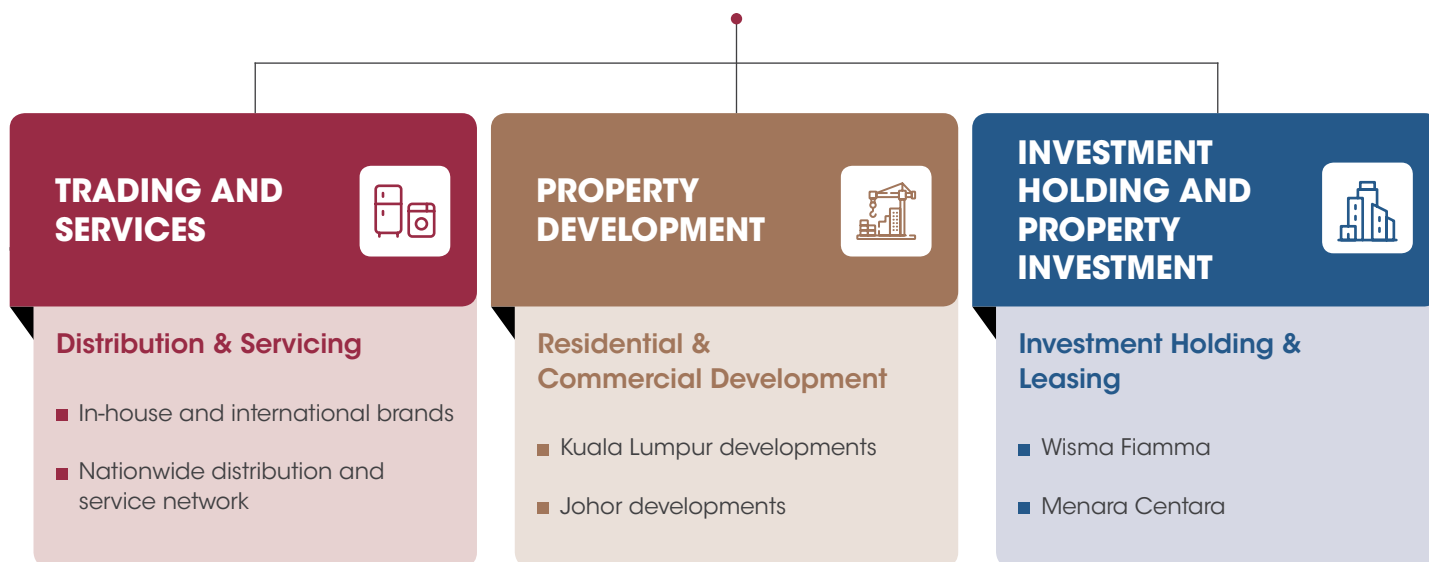 TRADING AND
SERVICES
Distribution & Servicing
In-house and international brands
Nationwide distribution and
service network
PROPERTY
DEVELOPMENT
Residential &
Commercial Development
Kuala Lumpur developments
Johor developments
INVESTMENT
HOLDING AND
PROPERTY
INVESTMENT
Investment Holding &
Leasing
Wisma Fiamma
Menara Centara